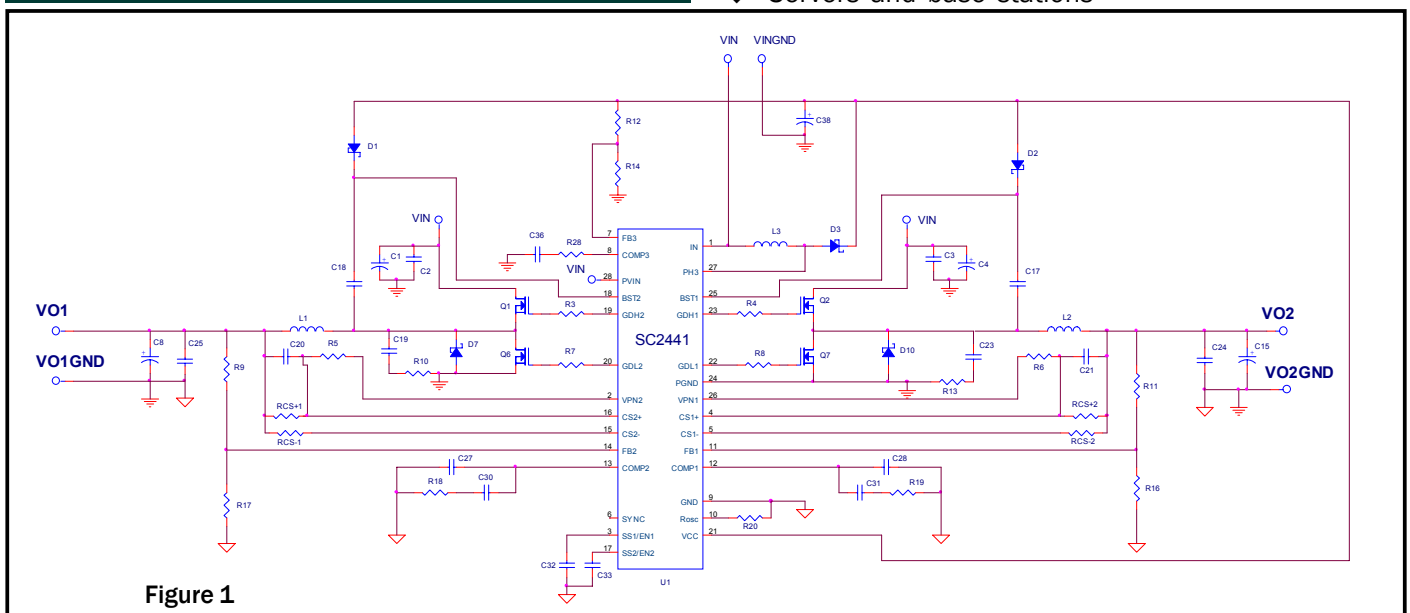 VIN VINGND
C38
R12
D1
D2
R14
VIN
VIN
C36
R28
7 FB3
8 COMP3
VIN
28 PVIN
18 BST2
19 GDH2
20 GDL2
2 VPN2
16 CS2+
15 CS2-
14 FB2
13 COMP2
6 SYNC
3 SS1/EN1
17 SS2/EN2
SC2441
U1
IN 1
PH3 27
BST1 25
GDH1 23
GDL1 22
PGND 24
VPN1 26
CS1+ 4
CS1- 5
FB1 11
COMP1 12
GND 9
Rosc 10
VCC 21
L3
D3
C1
C2
C3
C4
C18
C17
Q1
R3
R4
Q2
VO1
L1
L2
VO2
C8
C25
C20
R5
C19
D7
Q6
R7
R8
Q7
D10
C23
R6
C21
C24
C15
VO1GND
R9
R10
R13
R11
VO2GND
RCS+1
RCS-1
RCS+2
RCS-2
C27
R18
C30
C28
C31
R19
R17
R16
R20
C32
C33
Figure 1